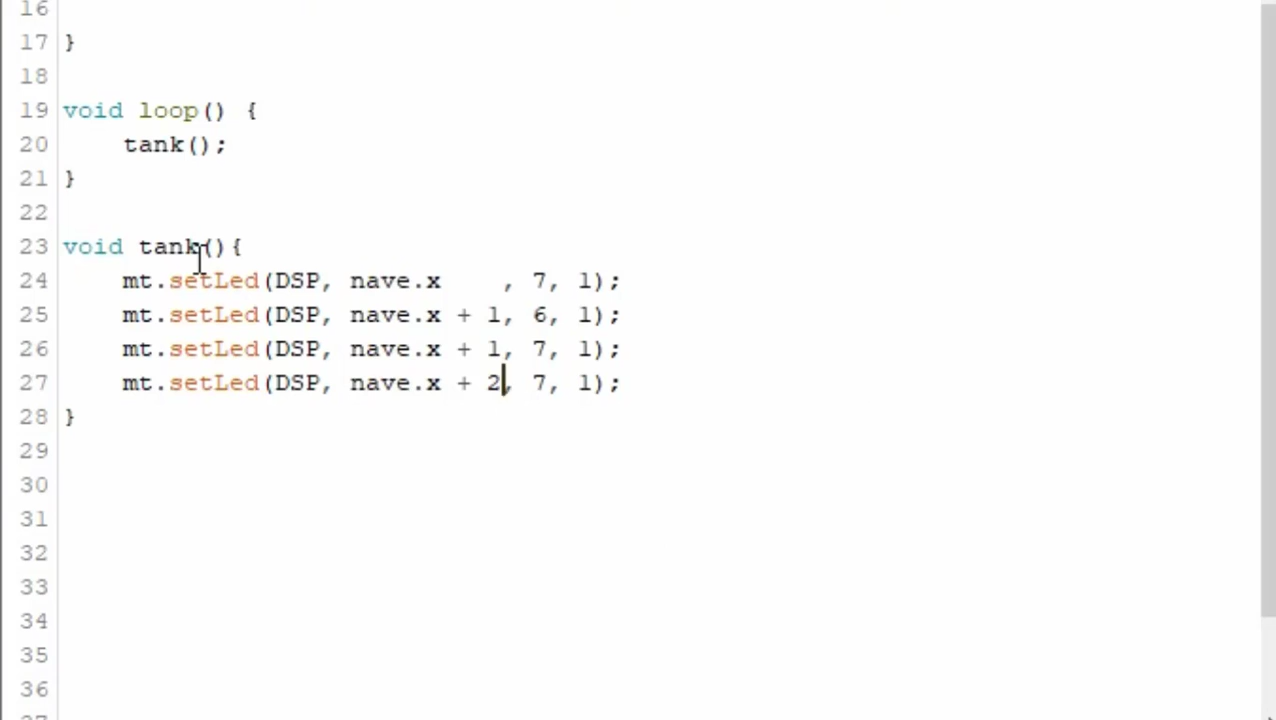 16
17 }
18
19 void loop() {
20     tank();
21 }
22
23 void tank(){
24     mt.setLed(DSP, nave.x    , 7, 1);
25     mt.setLed(DSP, nave.x + 1, 6, 1);
26     mt.setLed(DSP, nave.x + 1, 7, 1);
27     mt.setLed(DSP, nave.x + 2, 7, 1);
28 }
29
30
31
32
33
34
35
36
37